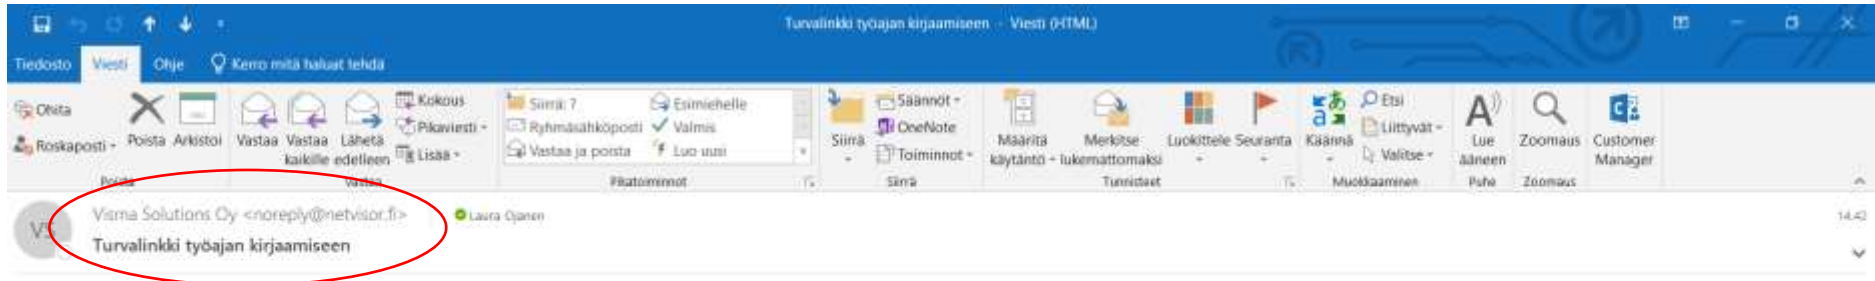 Turvalinkki työajan kirjaamiseen - Viesti (HTML)
Tiedosto Viesti Ohje Kerro mitä haluat tehdä
Ohita
Roskaposti
Poista Arkistoi
Poista
Vastaa Vastaa kaikille Lähetä edelleen
Kokous
Pikaviesti
Lisää
Vastaa
Siirrä: ?
Ryhmäsähköposti
Vastaa ja poista
Esimiehelle
Valmis
Luo uusi
Pikatoiminnot
Siirrä
Säännöt
OneNote
Toiminnot
Siirrä
Määritä käytäntö
Merkitse lukemattomaksi
Luokittele Seuranta
Tunnisteet
Käännä
Etsi
Liittyvät
Valitse
Muokkaaminen
Lue ääneen
Puhe
Zoomaus
Zoomaus
Customer Manager
VS
Visma Solutions Oy <noreply@netvisor.fi>
Laura Ojanen
14.42
Turvalinkki työajan kirjaamiseen